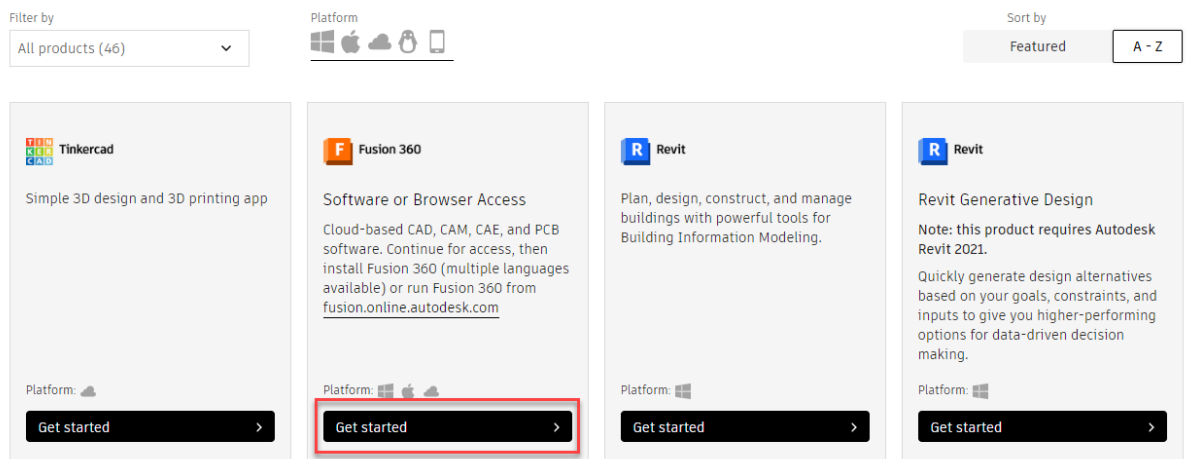 Filter by
Platform
Sort by
All products (46)
Featured
A - Z
TIN
KER
CAD
Tinkercad
Simple 3D design and 3D printing app
Platform:
Get started
F
Fusion 360
Software or Browser Access
Cloud-based CAD, CAM, CAE, and PCB
software. Continue for access, then
install Fusion 360 (multiple languages
available) or run Fusion 360 from
fusion.online.autodesk.com
Platform:
Get started
R
Revit
Plan, design, construct, and manage
buildings with powerful tools for
Building Information Modeling.
Platform:
Get started
R
Revit
Revit Generative Design
Note: this product requires Autodesk
Revit 2021.
Quickly generate design alternatives
based on your goals, constraints, and
inputs to give you higher-performing
options for data-driven decision
making.
Platform:
Get started